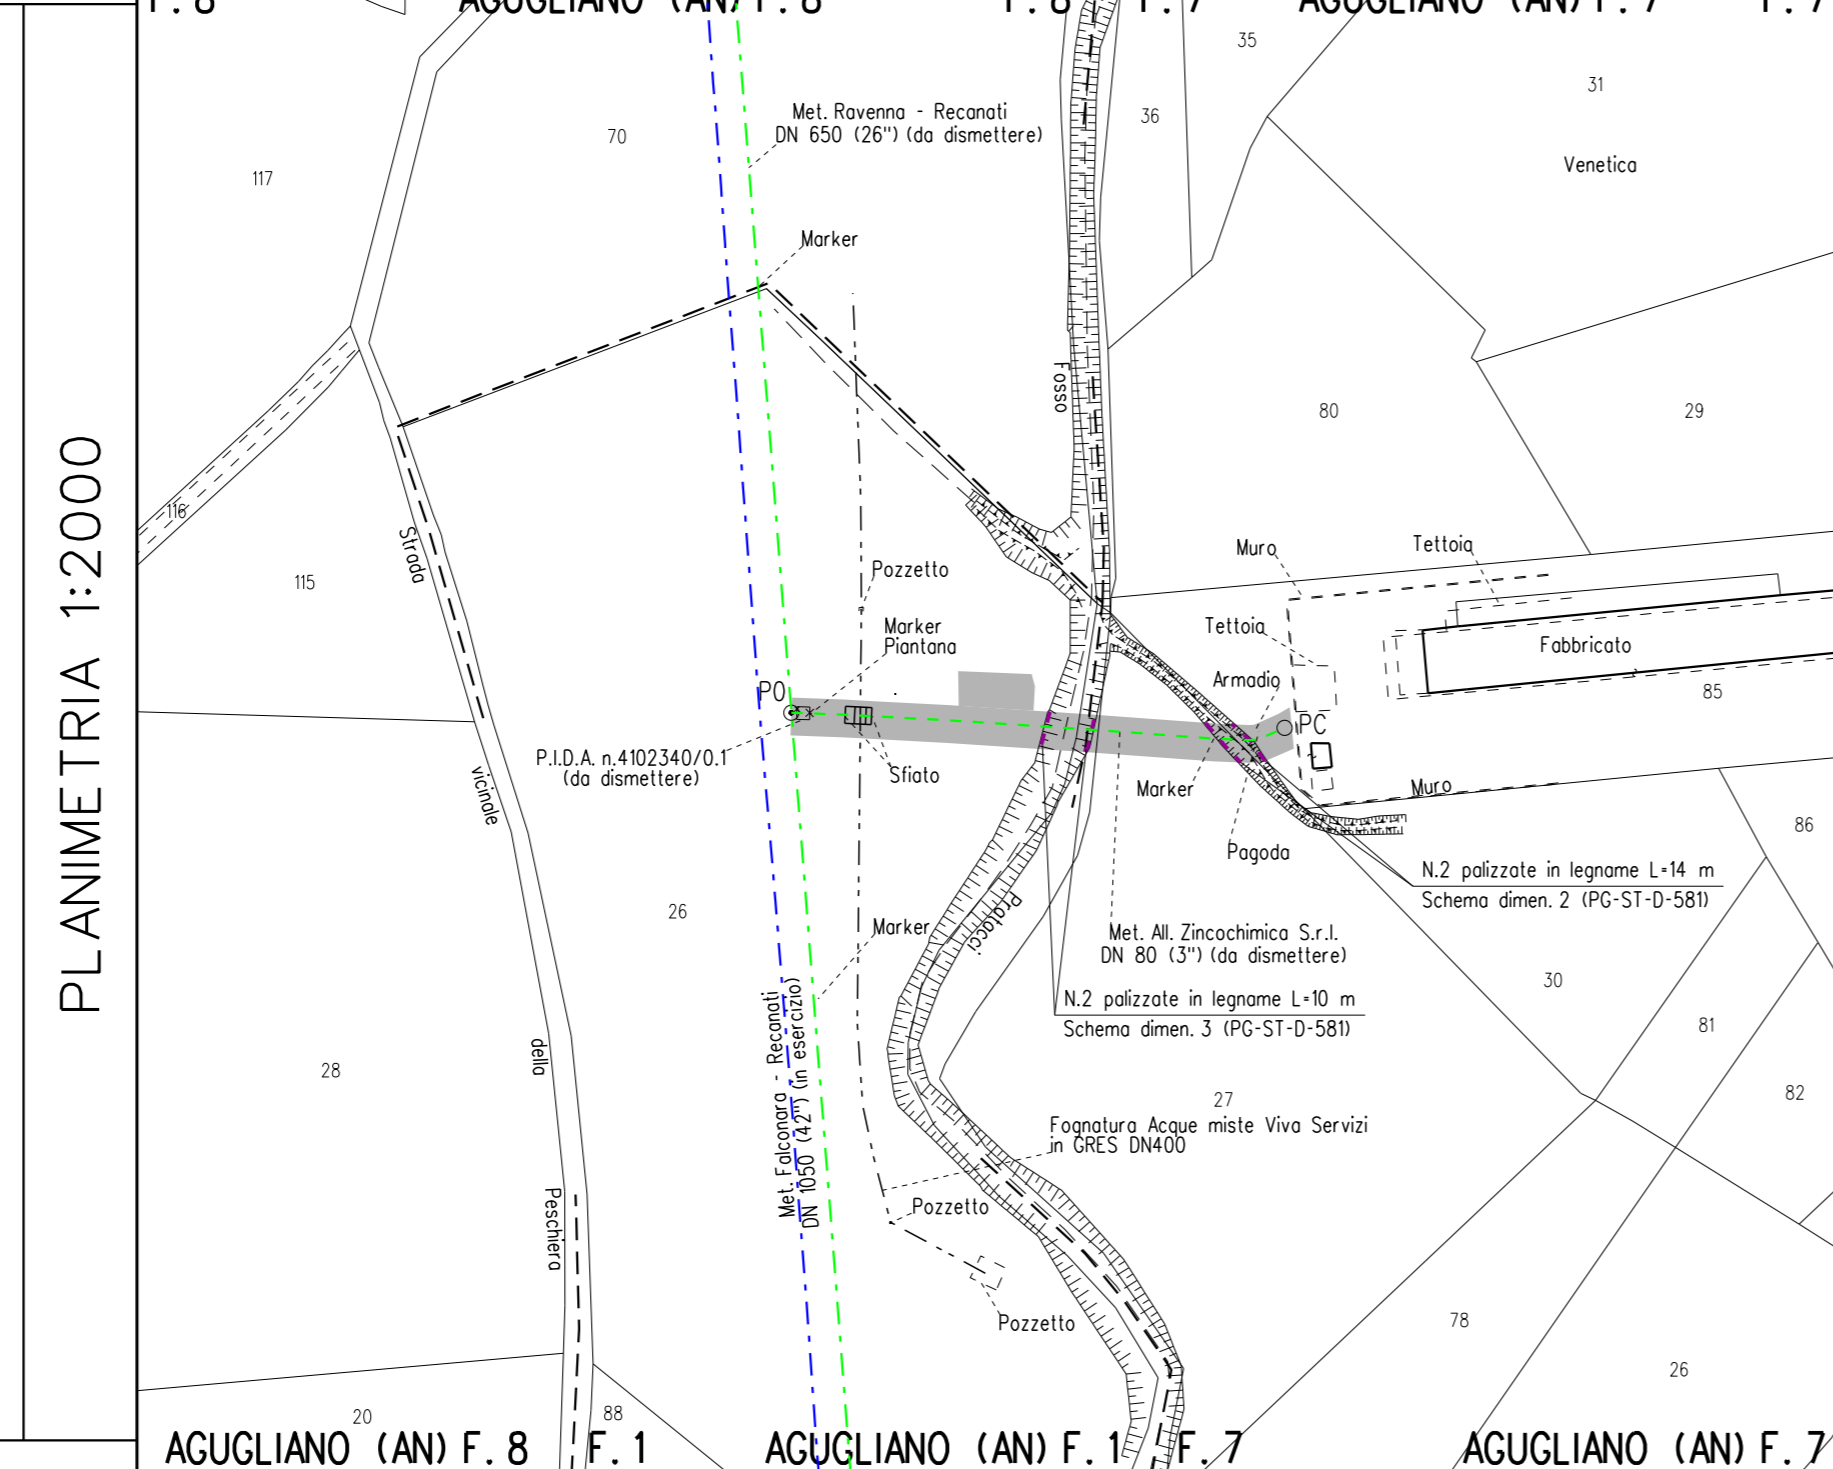 F. 8
AGUGLIANO (AN) F. 8
F. 8
F. 7
AGUGLIANO (AN) F. 7
F. 7
PLANIMETRIA 1:2000
35
31
36
Met. Ravenna - Recanati
DN 650 (26") (da dismettere)
70
117
Venetica
Marker
Fosso
80
29
116
Strada
Muro
Tettoia
115
Pozzetto
Marker
Piantana
Tettoia
Fabbricato
Armadio
85
P0
PC
P.I.D.A. n.4102340/0.1
(da dismettere)
Sfiato
vicinale
Marker
Muro
86
Pagoda
N.2 palizzate in legname L=14 m
Schema dimen. 2 (PG-ST-D-581)
26
Marker
Pratacci
Met. All. Zincochimica S.r.l.
DN 80 (3") (da dismettere)
30
N.2 palizzate in legname L=10 m
Schema dimen. 3 (PG-ST-D-581)
81
Met. Falconara - Recanati
DN 1050 (42") (in esercizio)
della
28
27
82
Fognatura Acque miste Viva Servizi
in GRES DN400
Peschiera
Pozzetto
Pozzetto
78
26
20
88
AGUGLIANO (AN) F. 8
F. 1
AGUGLIANO (AN) F. 1
F. 7
AGUGLIANO (AN) F. 7